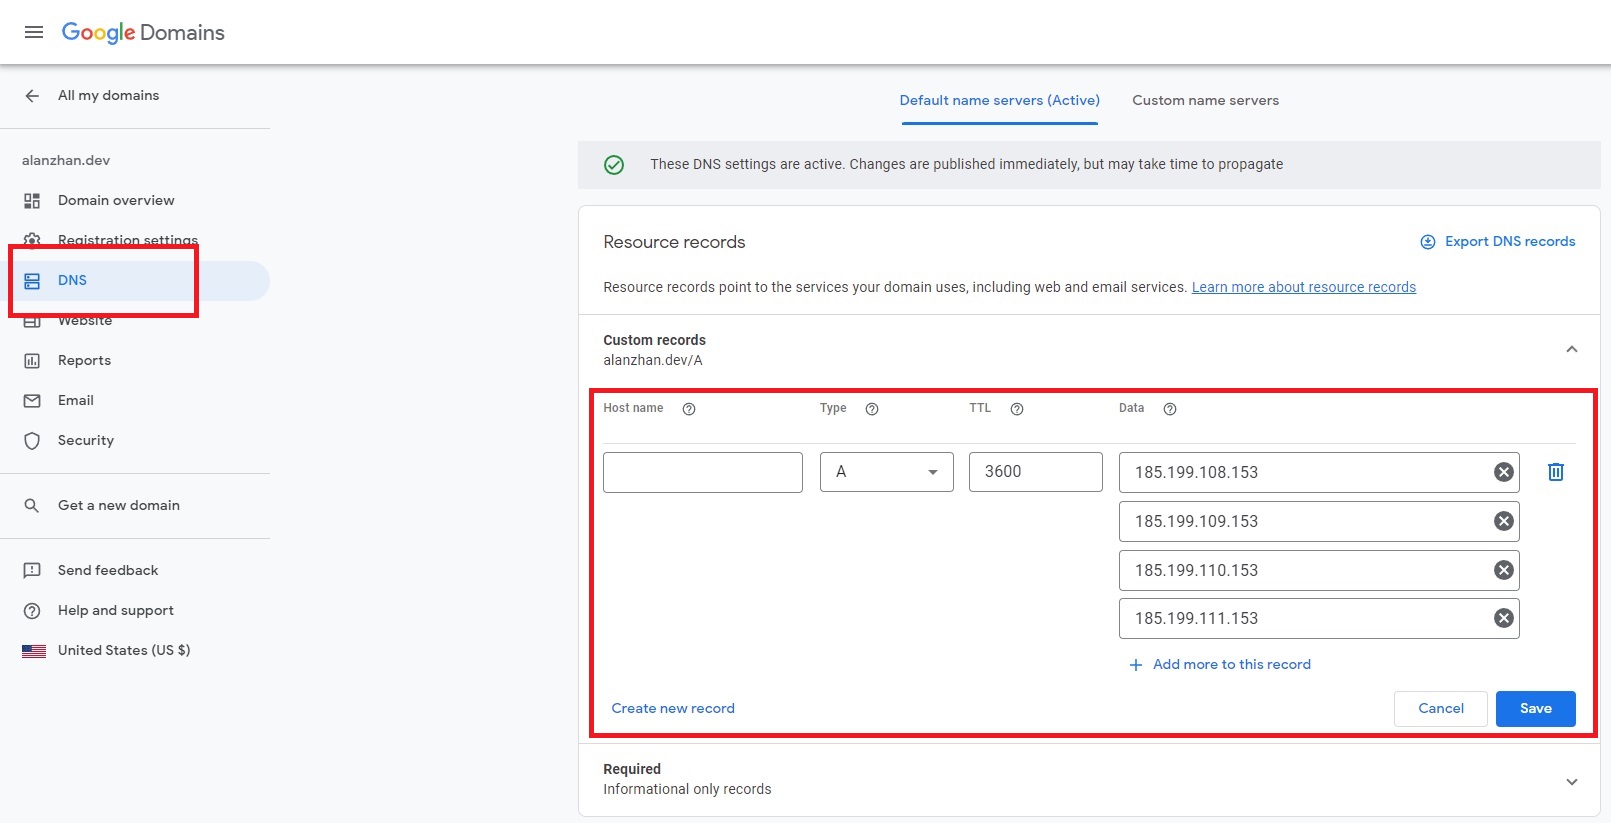 Google Domains
All my domains
alanzhan.dev
Domain overview
Registration settings
DNS
Website
Reports
Email
Security
Get a new domain
Send feedback
Help and support
United States (US $)
Default name servers (Active) Custom name servers
These DNS settings are active. Changes are published immediately, but may take time to propagate
Resource records Export DNS records
Resource records point to the services your domain uses, including web and email services. Learn more about resource records
Custom records
alanzhan.dev/A
Host name Type TTL Data
A 3600 185.199.108.153
185.199.109.153
185.199.110.153
185.199.111.153
Add more to this record
Create new record Cancel Save
Required
Informational only records